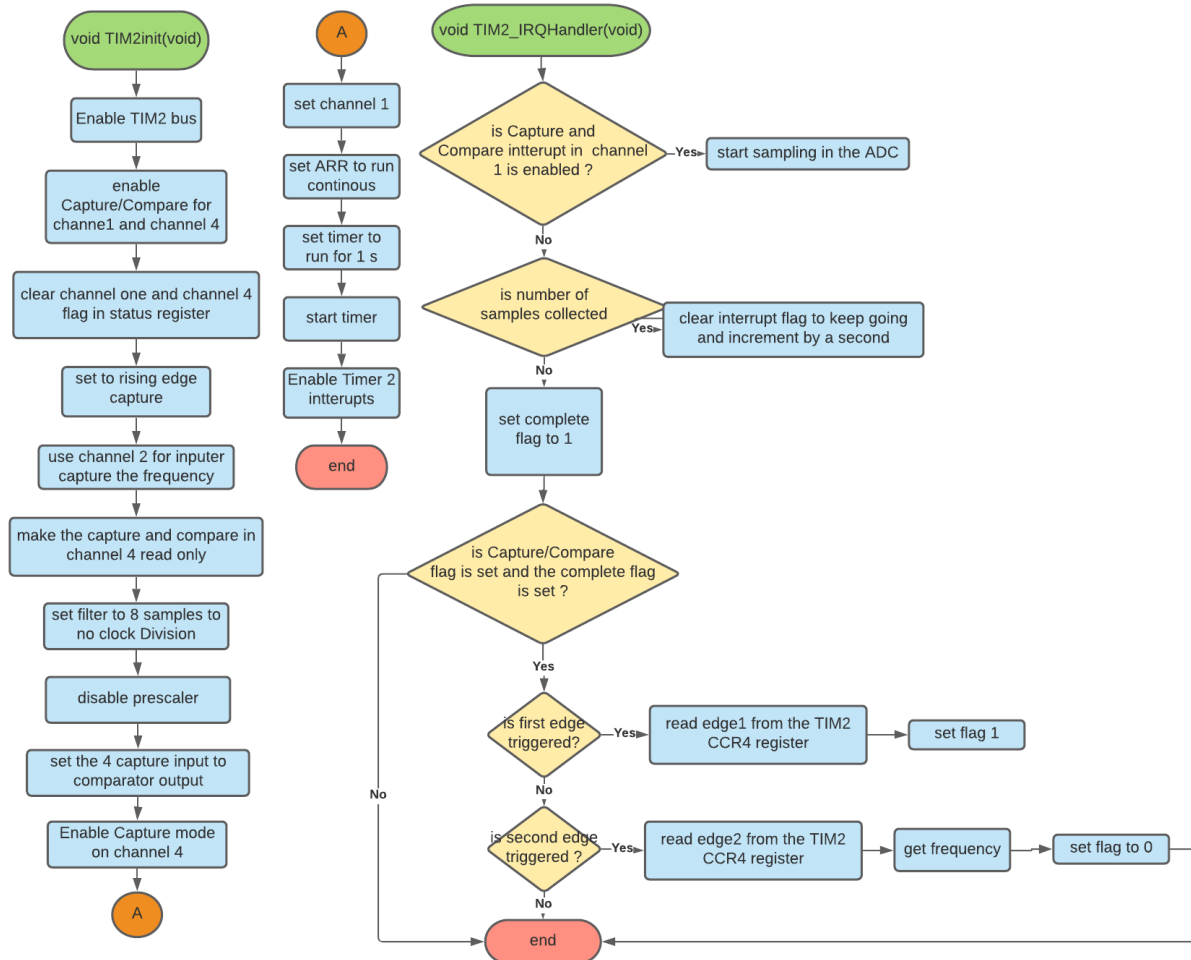 void TIM2init(void)
Enable TIM2 bus
enable
Capture/Compare for
channe1 and channel 4
clear channel one and channel 4
flag in status register
set to rising edge
capture
use channel 2 for inputer
capture the frequency
make the capture and compare in
channel 4 read only
set filter to 8 samples to
no clock Division
disable prescaler
set the 4 capture input to
comparator output
Enable Capture mode
on channel 4
A
A
set channel 1
set ARR to run
continous
set timer to
run for 1 s
start timer
Enable Timer 2
intterupts
end
void TIM2_IRQHandler(void)
is Capture and
Compare intterupt in channel
1 is enabled ?
Yes
start sampling in the ADC
No
is number of
samples collected
Yes
clear interrupt flag to keep going
and increment by a second
No
set complete
flag to 1
is Capture/Compare
flag is set and the complete flag
is set ?
No
Yes
is first edge
triggered?
Yes
read edge1 from the TIM2
CCR4 register
set flag 1
No
is second edge
triggered ?
Yes
read edge2 from the TIM2
CCR4 register
get frequency
set flag to 0
No
end